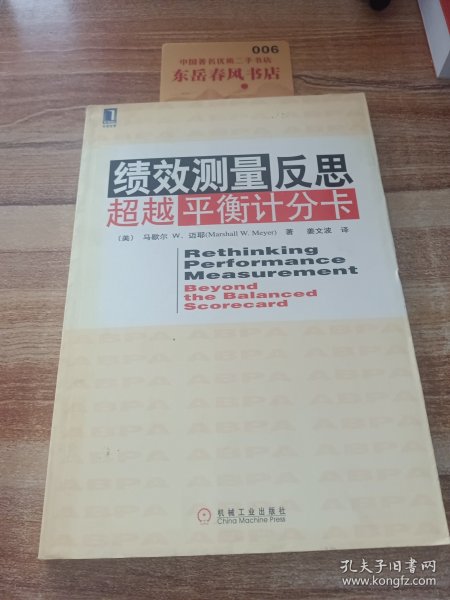 006
中国著名优质二手书店
东岳春风书店
绩效测量反思
超越平衡计分卡
(美) 马歇尔 W. 迈耶(Marshall W. Meyer) 著 姜文波 译
Rethinking
Performance
Measurement
Beyond
the Balanced
Scorecard
ABPA ABPA ABPA
机械工业出版社
China Machine Press
孔夫子旧书网
www.kongfz.com